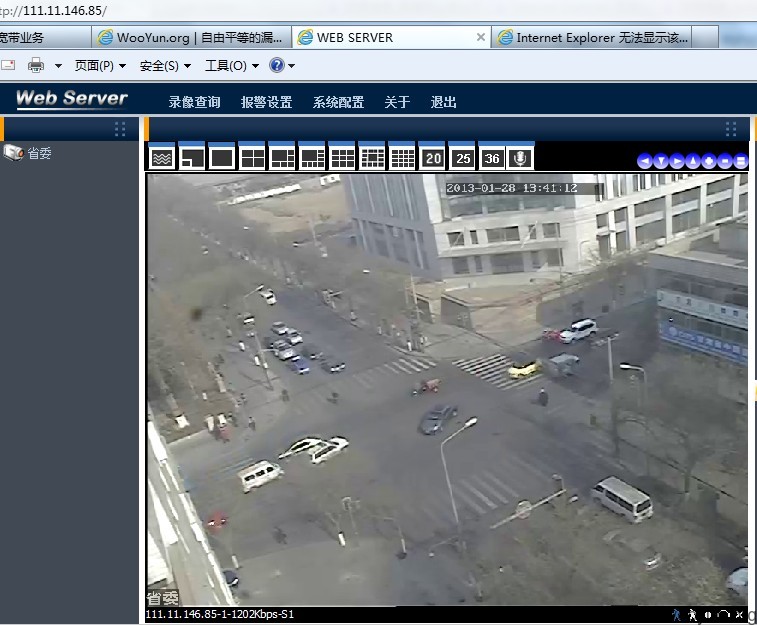 tp://111.11.146.85/
宽带业务
WooYun.org | 自由平等的漏...
WEB SERVER
Internet Explorer 无法显示该...
页面(P)
安全(S)
工具(O)
Web Server
录像查询
报警设置
系统配置
关于
退出
省委
20
25
36
2013-01-28 13:41:12
省委
111.11.146.85-1-1202Kbps-S1